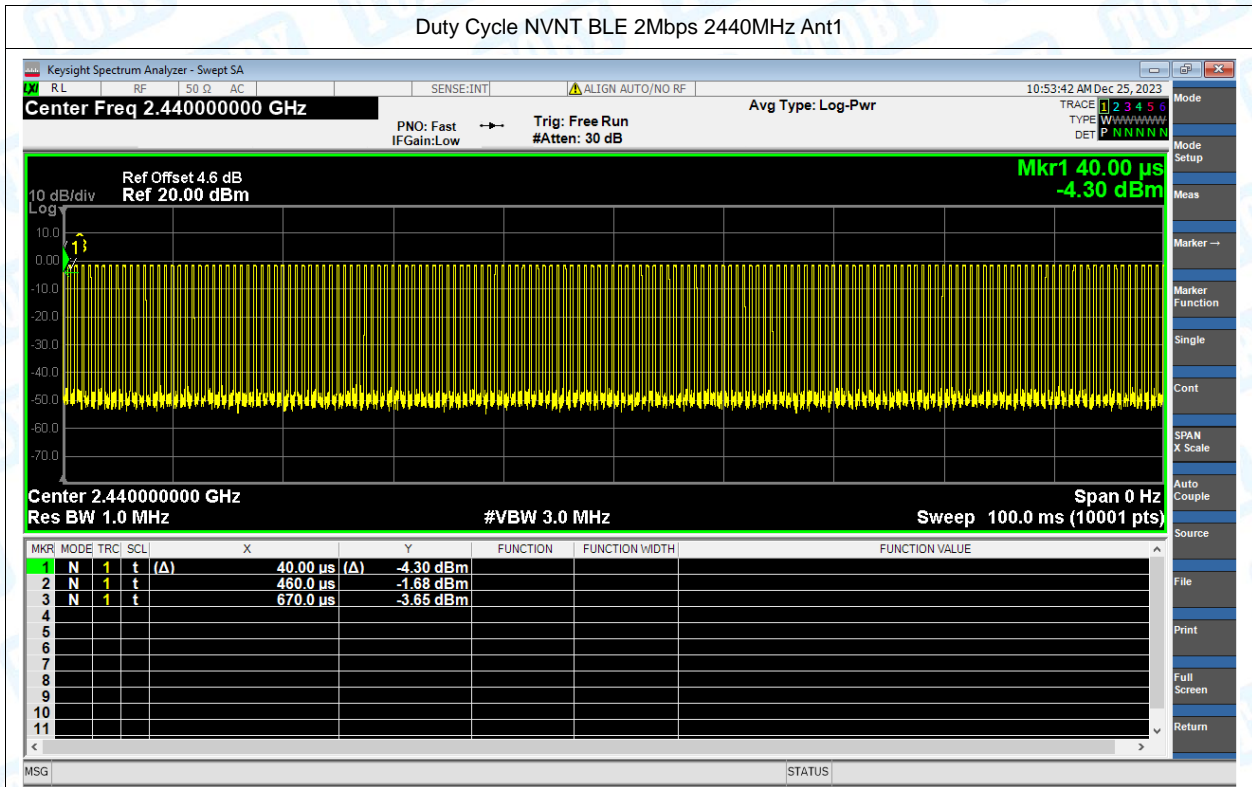 Duty Cycle NVNT BLE 2Mbps 2440MHz Ant1
Keysight Spectrum Analyzer - Swept SA
LXI RL RF 50 Ω AC SENSE:INT ALIGN AUTO/NO RF 10:53:42 AM Dec 25, 2023
Center Freq 2.440000000 GHz
Avg Type: Log-Pwr
TRACE 1 2 3 4 5 6
TYPE WWWWWWW
DET P N N N N N
PNO: Fast
IFGain:Low
Trig: Free Run
#Atten: 30 dB
Mkr1 40.00 µs
-4.30 dBm
Ref Offset 4.6 dB
10 dB/div Ref 20.00 dBm
Log
10.0
0.00
-10.0
-20.0
-30.0
-40.0
-50.0
-60.0
-70.0
1
3
Center 2.440000000 GHz Span 0 Hz
Res BW 1.0 MHz #VBW 3.0 MHz Sweep 100.0 ms (10001 pts)
MKR MODE TRC SCL X Y FUNCTION FUNCTION WIDTH FUNCTION VALUE
1 N 1 t (Δ) 40.00 µs (Δ) -4.30 dBm
2 N 1 t 460.0 µs -1.68 dBm
3 N 1 t 670.0 µs -3.65 dBm
4
5
6
7
8
9
10
11
MSG STATUS
Mode
Mode
Setup
Meas
Marker →
Marker
Function
Single
Cont
SPAN
X Scale
Auto
Couple
Source
File
Print
Full
Screen
Return
TOBY